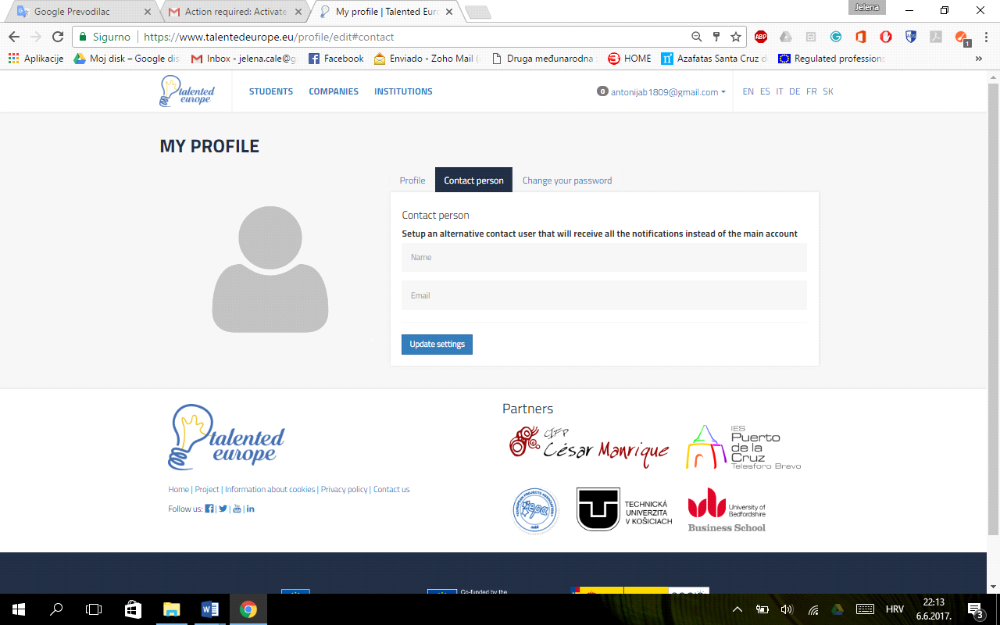 Google Prevodilac
Action required: Activate
My profile | Talented Euro
Jelena
Sigurno
https://www.talentedeurope.eu/profile/edit#contact
ABP
1
Aplikacije
Moj disk – Google dis
Inbox - jelena.cale@g
Facebook
Enviado - Zoho Mail (
Druga međunarodna
HOME
Azafatas Santa Cruz d
Regulated professions
talented europe
STUDENTS COMPANIES INSTITUTIONS
0 antonijab1809@gmail.com
EN ES IT DE FR SK
MY PROFILE
Profile
Contact person
Change your password
Contact person
Setup an alternative contact user that will receive all the notifications instead of the main account
Name
Email
Update settings
talented
europe
Home | Project | Information about cookies | Privacy policy | Contact us
Follow us: | | |
Partners
CIFP
César Manrique
IES
Puerto
de la
Cruz
Telesforo Bravo
epa
TECHNICKÁ
UNIVERZITA
V KOŠICIACH
University of
Bedfordshire
Business School
Co-funded by the
HRV
22:13
6.6.2017.
3